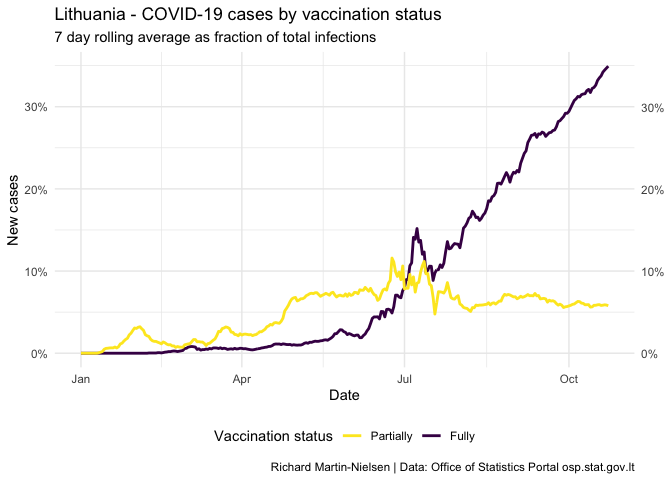 Lithuania - COVID-19 cases by vaccination status
7 day rolling average as fraction of total infections
New cases
30%
20%
10%
0%
30%
20%
10%
0%
Jan
Apr
Jul
Oct
Date
Vaccination status
Partially
Fully
Richard Martin-Nielsen | Data: Office of Statistics Portal osp.stat.gov.lt